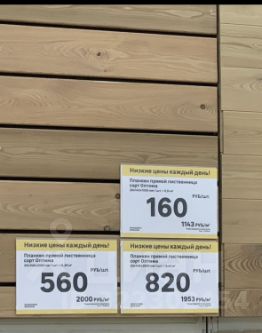 Низкие цены каждый день!
Планкен прямой лиственница
сорт Оптима
РУБ/шт.
160
1143 РУБ/м²
Низкие цены каждый день!
Планкен прямой лиственница
сорт Оптима
РУБ/шт.
560
2000 РУБ/м²
Низкие цены каждый день!
Планкен прямой лиственница
сорт Оптима
РУБ/шт.
820
1953 РУБ/м²